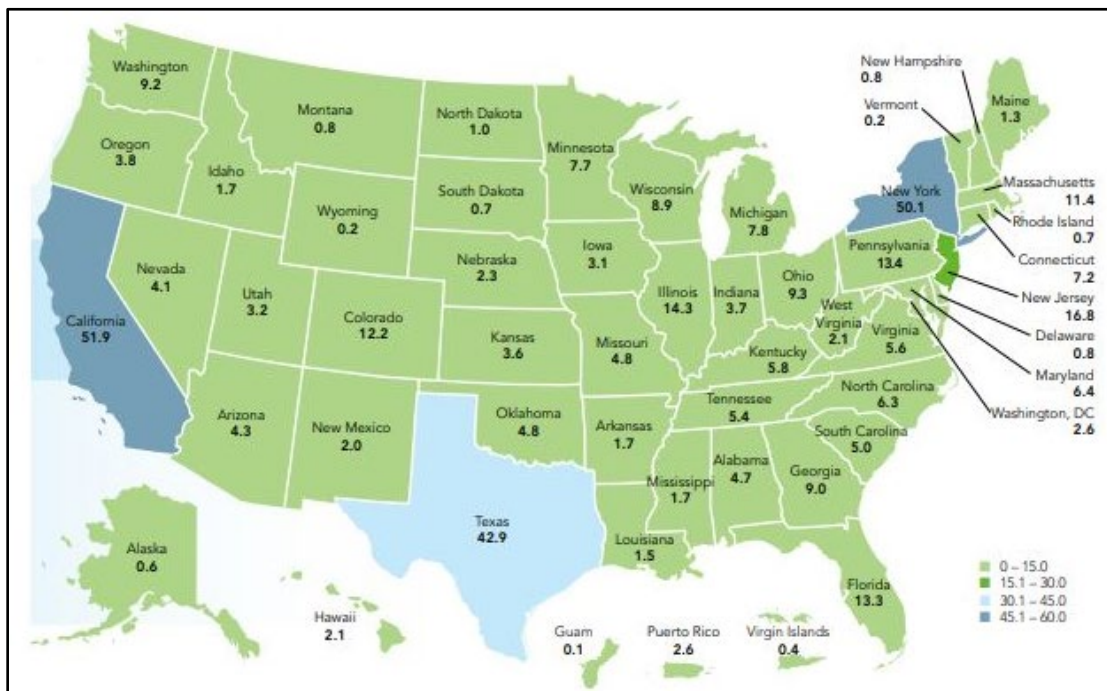 Washington
9.2
Oregon
3.8
California
51.9
Idaho
1.7
Nevada
4.1
Montana
0.8
Wyoming
0.2
Utah
3.2
Colorado
12.2
Arizona
4.3
New Mexico
2.0
North Dakota
1.0
South Dakota
0.7
Nebraska
2.3
Kansas
3.6
Oklahoma
4.8
Texas
42.9
Minnesota
7.7
Iowa
3.1
Missouri
4.8
Arkansas
1.7
Louisiana
1.5
Wisconsin
8.9
Illinois
14.3
Michigan
7.8
Indiana
3.7
Ohio
9.3
Kentucky
5.8
Tennessee
5.4
Mississippi
1.7
Alabama
4.7
Georgia
9.0
Florida
13.3
South Carolina
5.0
North Carolina
6.3
Virginia
5.6
West
Virginia
2.1
Pennsylvania
13.4
New York
50.1
Vermont
0.2
New Hampshire
0.8
Maine
1.3
Massachusetts
11.4
Rhode Island
0.7
Connecticut
7.2
New Jersey
16.8
Delaware
0.8
Maryland
6.4
Washington, DC
2.6
Alaska
0.6
Hawaii
2.1
Guam
0.1
Puerto Rico
2.6
Virgin Islands
0.4
0 – 15.0
15.1 – 30.0
30.1 – 45.0
45.1 – 60.0